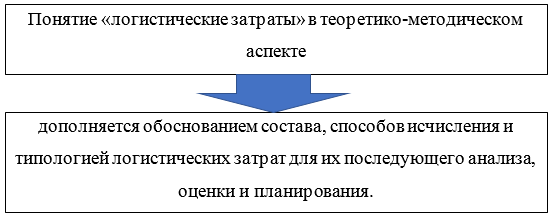 Понятие «логистические затраты» в теоретико-методическом
аспекте
дополняется обоснованием состава, способов исчисления и
типологией логистических затрат для их последующего анализа,
оценки и планирования.